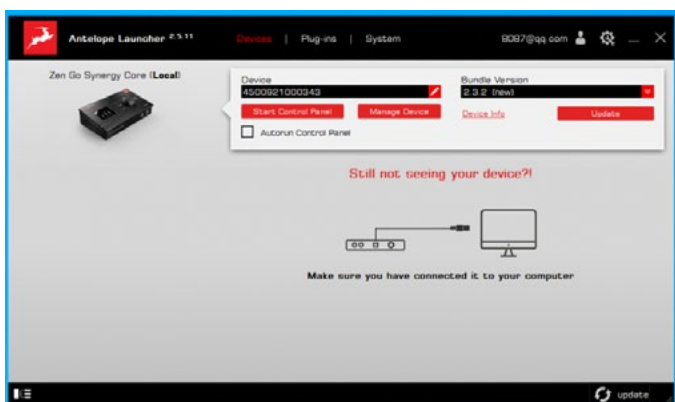 Antelope Launcher 2.5.11
Devices | Plug-ins | System
8087@qq.com
Zen Go Synergy Core (Local)
Device
4500921000343
Bundle Version
2.3.2 (new)
Start Control Panel
Manage Device
Device Info
Update
Autorun Control Panel
Still not seeing your device?!
Make sure you have connected it to your computer
update